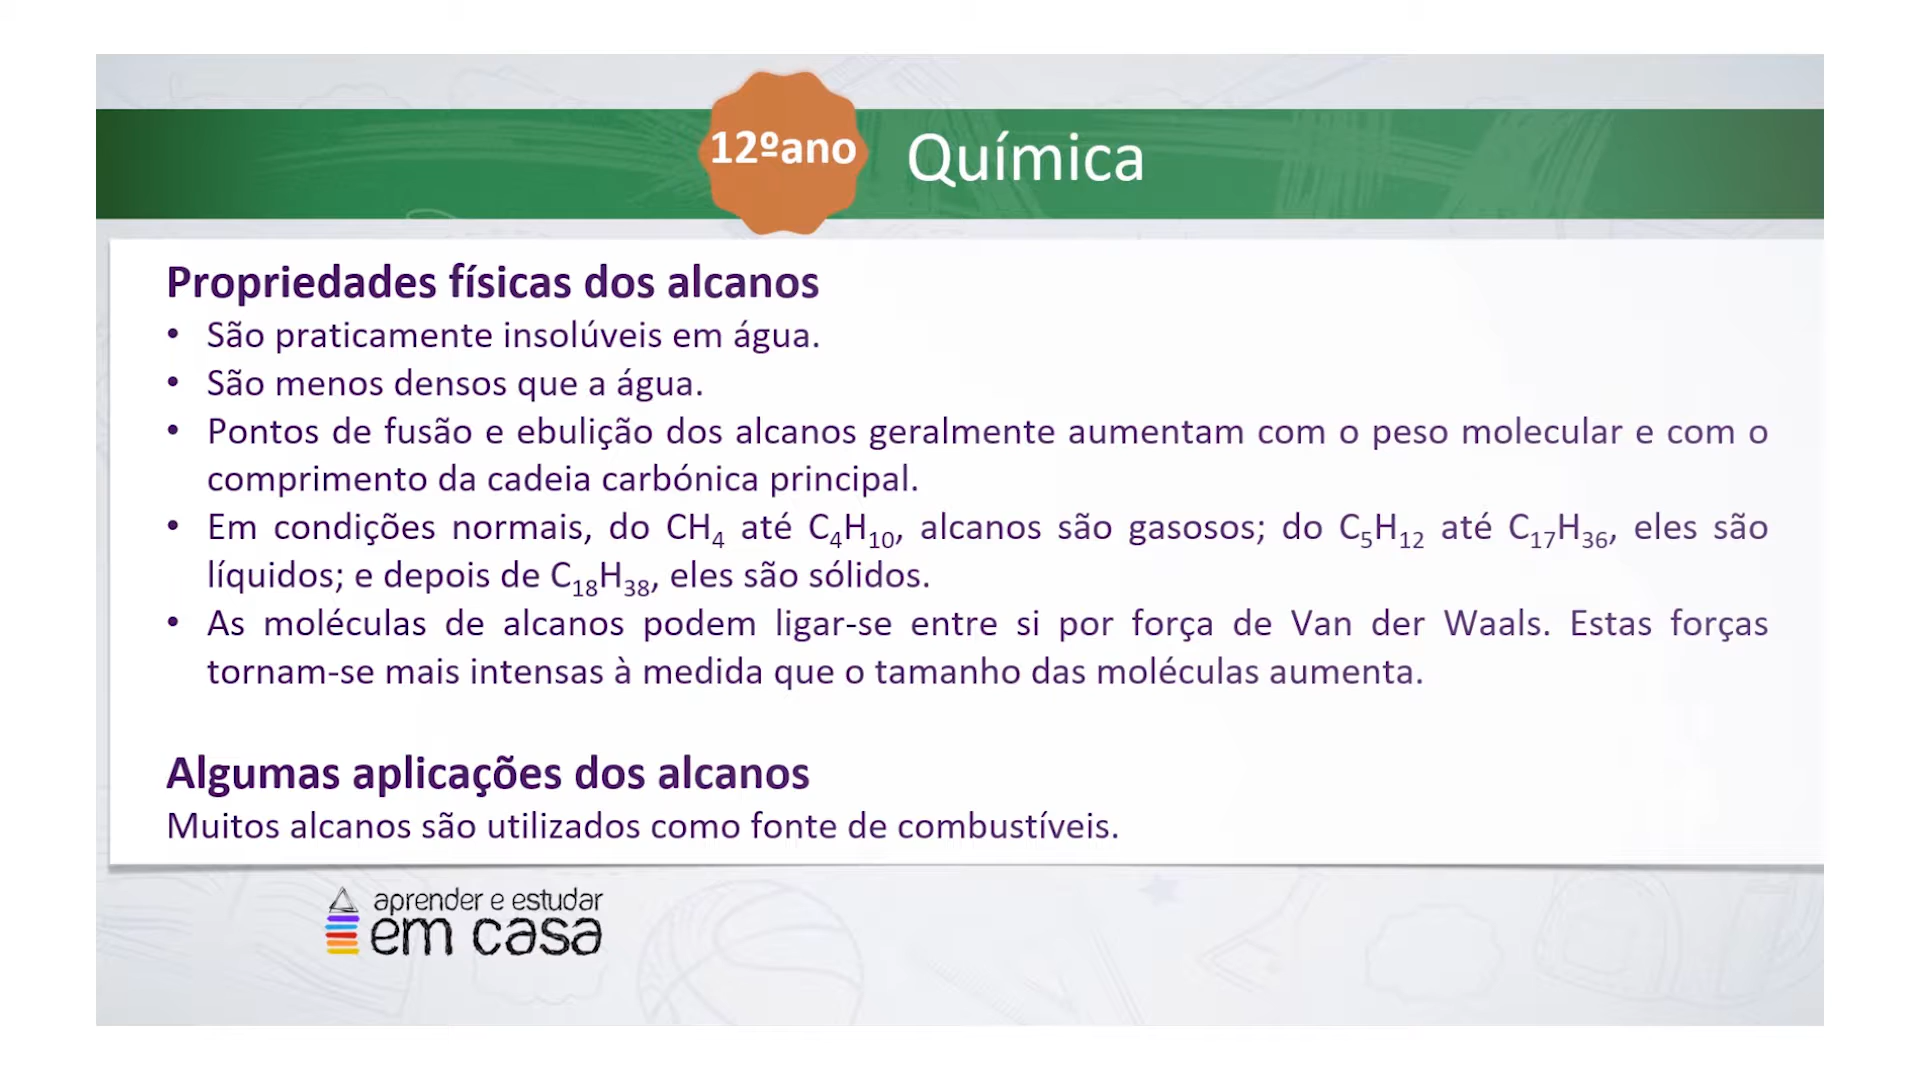 12ºano
Química
Propriedades físicas dos alcanos
• São praticamente insolúveis em água.
• São menos densos que a água.
• Pontos de fusão e ebulição dos alcanos geralmente aumentam com o peso molecular e com o
comprimento da cadeia carbónica principal.
• Em condições normais, do CH₄ até C₄H₁₀, alcanos são gasosos; do C₅H₁₂ até C₁₇H₃₆, eles são
líquidos; e depois de C₁₈H₃₈, eles são sólidos.
• As moléculas de alcanos podem ligar-se entre si por força de Van der Waals. Estas forças
tornam-se mais intensas à medida que o tamanho das moléculas aumenta.
Algumas aplicações dos alcanos
Muitos alcanos são utilizados como fonte de combustíveis.
aprender e estudar
em casa